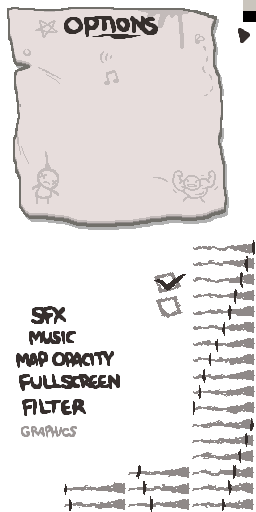 OPTIONS
SFX
MUSIC
MAP OPACITY
FULLSCREEN
FILTER
GRAPHICS